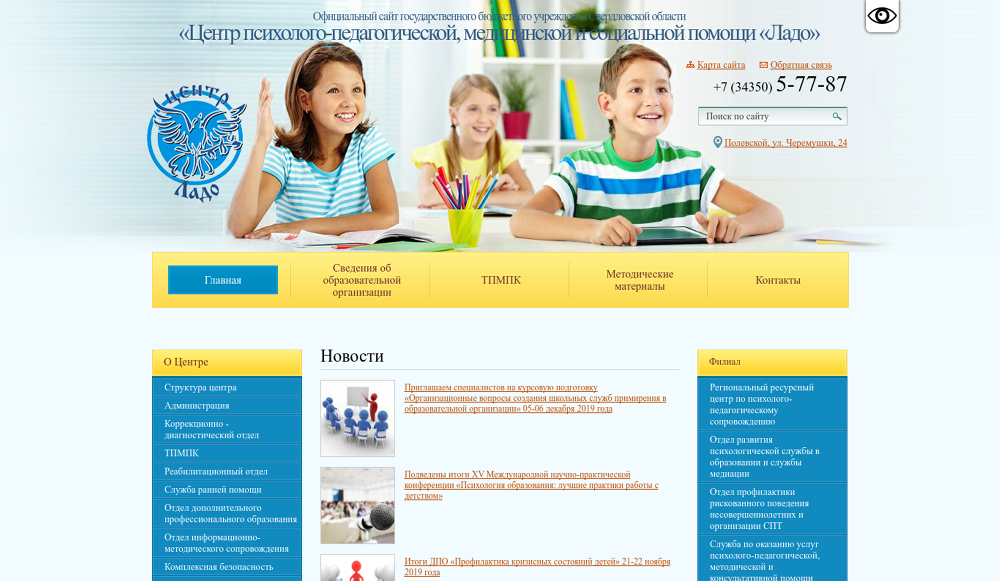 Официальный сайт государственного бюджетного учреждения Свердловской области
«Центр психолого-педагогической, медицинской и социальной помощи «Ладо»
Карта сайта
Обратная связь
+7 (34350) 5-77-87
Поиск по сайту
Полевской, ул. Черемушки, 24
ЦЕНТР
Ладо
Главная
Сведения об
образовательной
организации
ТПМПК
Методические
материалы
Контакты
О Центре
Структура центра
Администрация
Коррекционно -
диагностический отдел
ТПМПК
Реабилитационный отдел
Служба ранней помощи
Отдел дополнительного
профессионального образования
Отдел информационно-
методического сопровождения
Комплексная безопасность
Новости
Приглашаем специалистов на курсовую подготовку
«Организационные вопросы создания школьных служб примирения в
образовательной организации» 05-06 декабря 2019 года
Подведены итоги XV Международной научно-практической
конференции «Психология образования: лучшие практики работы с
детством»
Итоги ДПО «Профилактика кризисных состояний детей» 21-22 ноября
2019 года
Филиал
Региональный ресурсный
центр по психолого-
педагогическому
сопровождению
Отдел развития
психологической службы в
образовании и службы
медиации
Отдел профилактики
рискованного поведения
несовершеннолетних и
организации СПТ
Служба по оказанию услуг
психолого-педагогической,
методической и
консультативной помощи